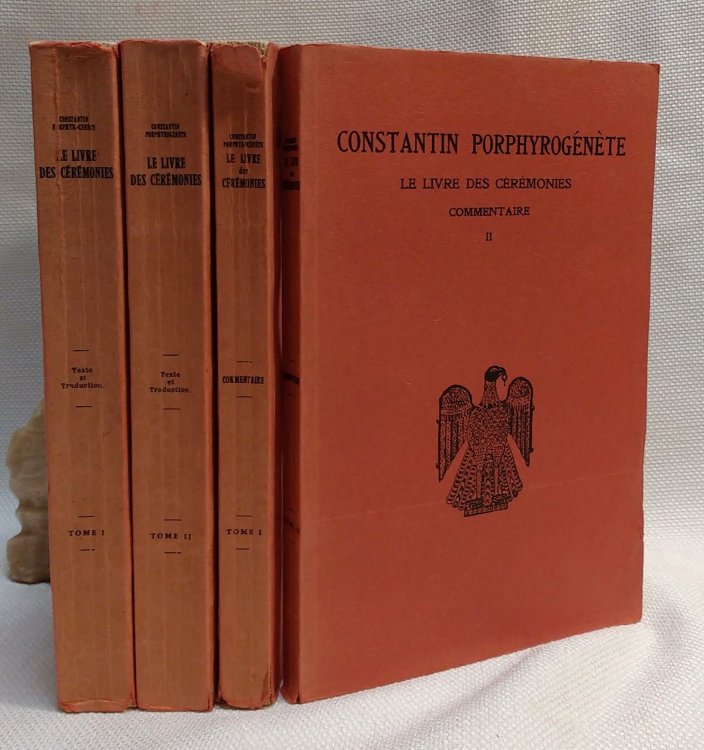 CONSTANTIN
PORPHYROGÉNÈTE
LE LIVRE
DES CÉRÉMONIES
Texte
et
Traduction.
TOME I
CONSTANTIN
PORPHYROGÉNÈTE
LE LIVRE
DES CÉRÉMONIES
Texte
et
Traduction
TOME II
CONSTANTIN
PORPHYROGÉNÈTE
LE LIVRE
des
CÉRÉMONIES
COMMENTAIRE
TOME I
CONSTANTIN PORPHYROGÉNÈTE
LE LIVRE DES CÉRÉMONIES
COMMENTAIRE
II